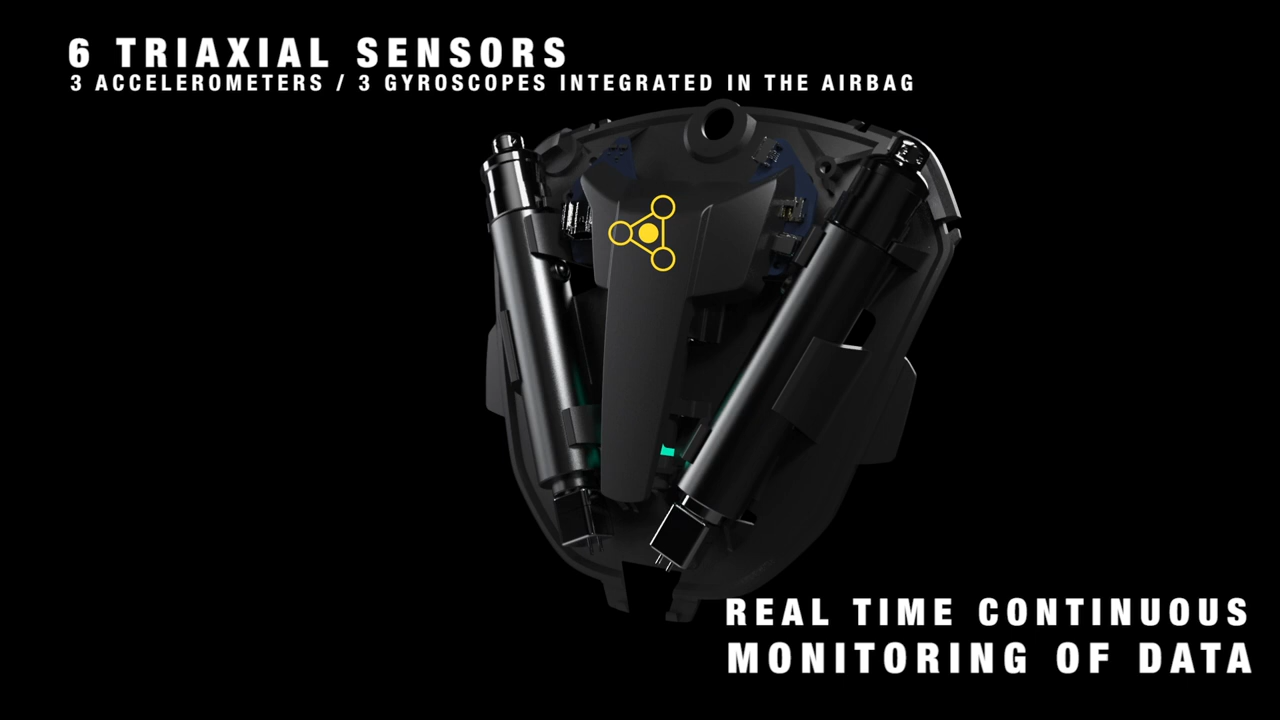 6 TRIAXIAL SENSORS
3 ACCELEROMETERS / 3 GYROSCOPES INTEGRATED IN THE AIRBAG
REAL TIME CONTINUOUS
MONITORING OF DATA